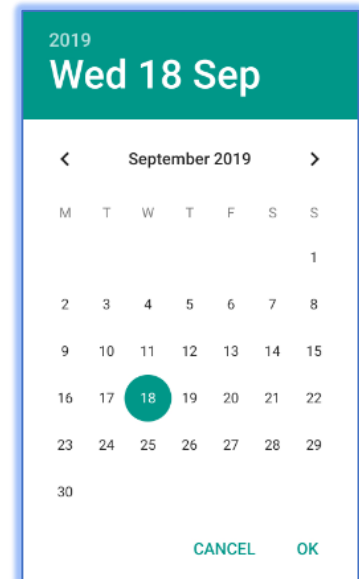 2019
Wed 18 Sep
September 2019
M T W T F S S
1
2 3 4 5 6 7 8
9 10 11 12 13 14 15
16 17 18 19 20 21 22
23 24 25 26 27 28 29
30
CANCEL OK